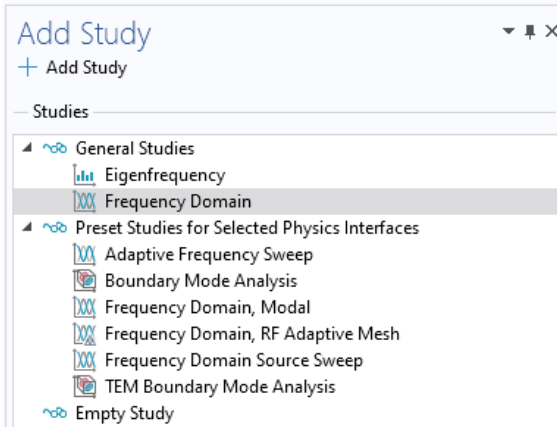 Add Study
Add Study
Studies
General Studies
Eigenfrequency
Frequency Domain
Preset Studies for Selected Physics Interfaces
Adaptive Frequency Sweep
Boundary Mode Analysis
Frequency Domain, Modal
Frequency Domain, RF Adaptive Mesh
Frequency Domain Source Sweep
TEM Boundary Mode Analysis
Empty Study